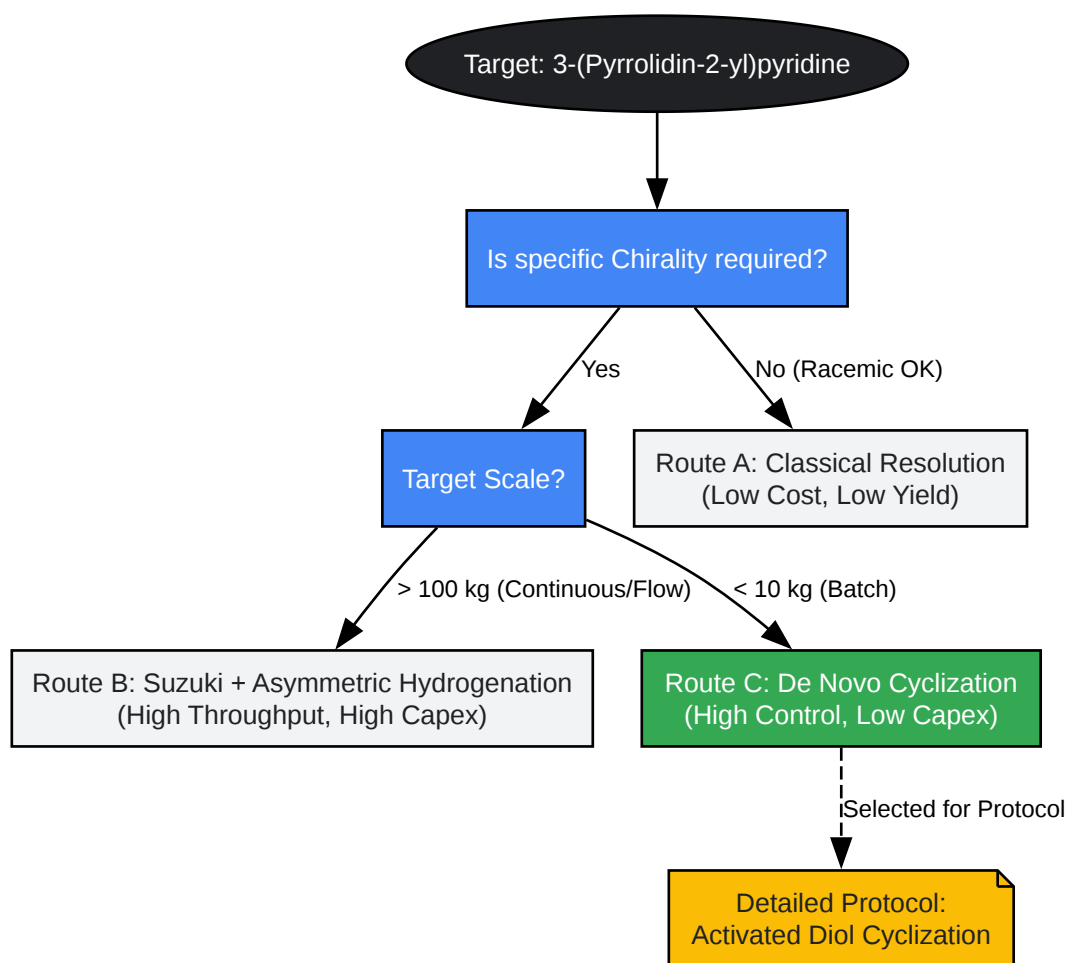 Target: 3-(Pyrrolidin-2-yl)pyridine
Is specific Chirality required?
Yes
No (Racemic OK)
Target Scale?
Route A: Classical Resolution
(Low Cost, Low Yield)
> 100 kg (Continuous/Flow)
< 10 kg (Batch)
Route B: Suzuki + Asymmetric Hydrogenation
(High Throughput, High Capex)
Route C: De Novo Cyclization
(High Control, Low Capex)
Selected for Protocol
Detailed Protocol:
Activated Diol Cyclization